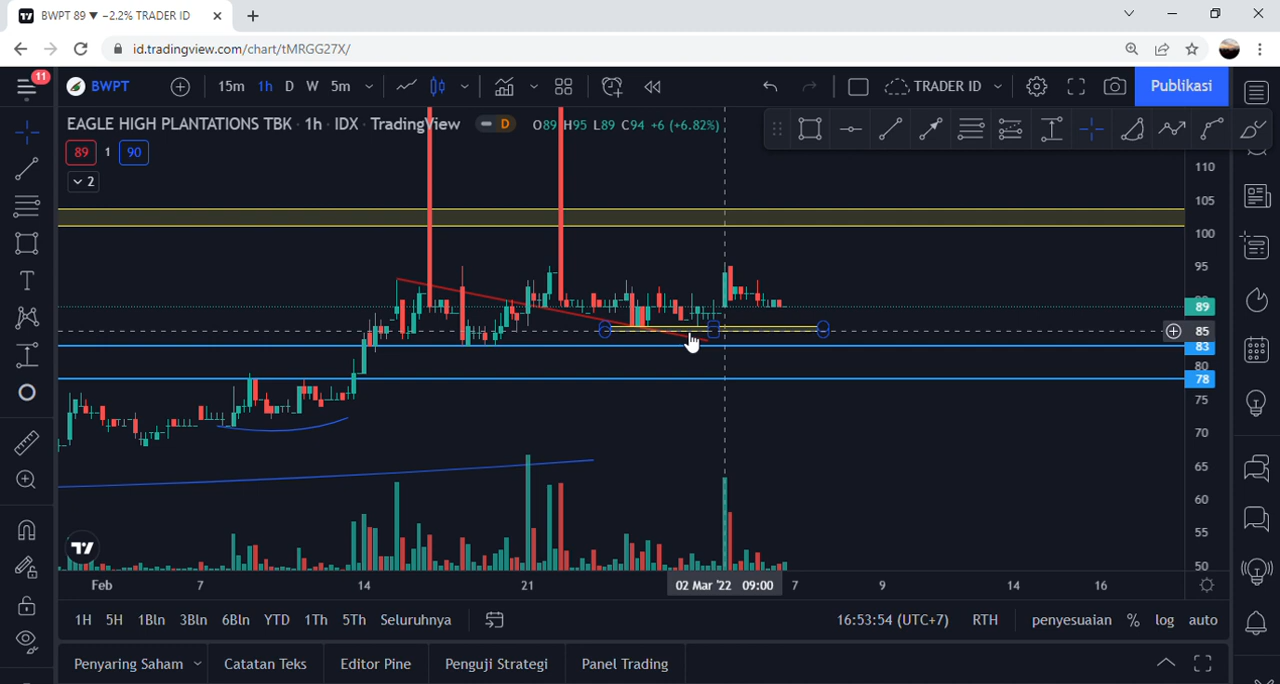 BWPT 89 ▼ −2.2% TRADER ID
id.tradingview.com/chart/tMRGG27X/
11
BWPT 15m 1h D W 5m TRADER ID Publikasi
EAGLE HIGH PLANTATIONS TBK · 1h · IDX · TradingView D O89 H95 L89 C94 +6 (+6.82%)
89 1 90
2
110
105
100
95
89
85
83
80
78
75
70
65
60
55
50
Feb 7 14 21 02 Mar '22 09:00 7 9 14 16
1H 5H 1Bln 3Bln 6Bln YTD 1Th 5Th Seluruhnya 16:53:54 (UTC+7) RTH penyesuaian % log auto
Penyaring Saham Catatan Teks Editor Pine Penguji Strategi Panel Trading